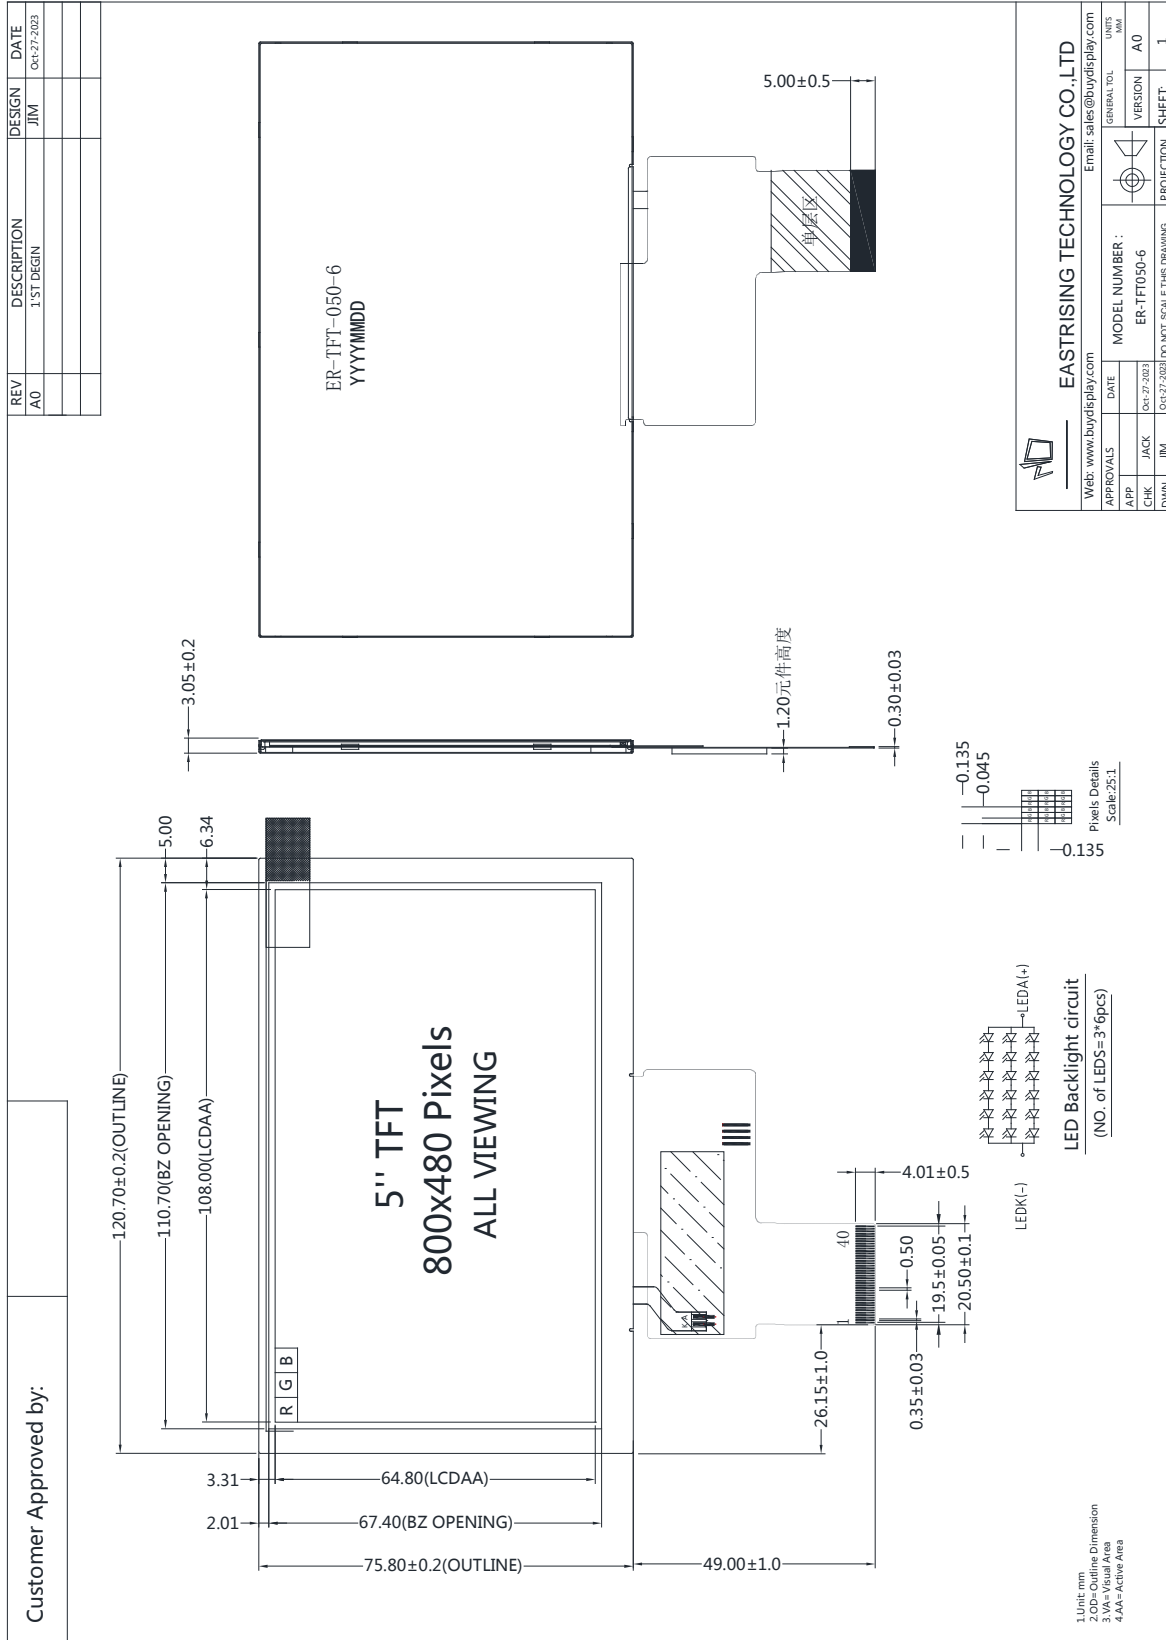 Customer Approved by:
REV DESCRIPTION DESIGN DATE
A0 1'ST DEGIN JIM Oct-27-2023
120.70±0.2(OUTLINE)
110.70(BZ OPENING)
108.00(LCDAA)
5.00
6.34
3.05±0.2
3.31
2.01
64.80(LCDAA)
67.40(BZ OPENING)
75.80±0.2(OUTLINE)
49.00±1.0
R G B
5'' TFT
800x480 Pixels
ALL VIEWING
K A
1 40
26.15±1.0
4.01±0.5
0.50
19.5±0.05
20.50±0.1
0.35±0.03
1.20元件高度
0.30±0.03
ER-TFT-050-6
YYYYMMDD
单层区
5.00±0.5
LEDK(-)
LEDA(+)
LED Backlight circuit
(NO. of LEDS=3*6pcs)
0.135
0.045
0.135
Pixels Details
Scale:25:1
1.Unit: mm
2.OD=Outline Dimension
3.VA=Visual Area
4.AA=Active Area
EASTRISING TECHNOLOGY CO.,LTD
Web: www.buydisplay.com Email: sales@buydisplay.com
APPROVALS DATE
APP
CHK JACK Oct-27-2023
DWN JIM Oct-27-2023
MODEL NUMBER :
ER-TFT050-6
DO NOT SCALE THIS DRAWING
PROJECTION
GENERAL TOL UNITS
MM
VERSION A0
SHEET: 1